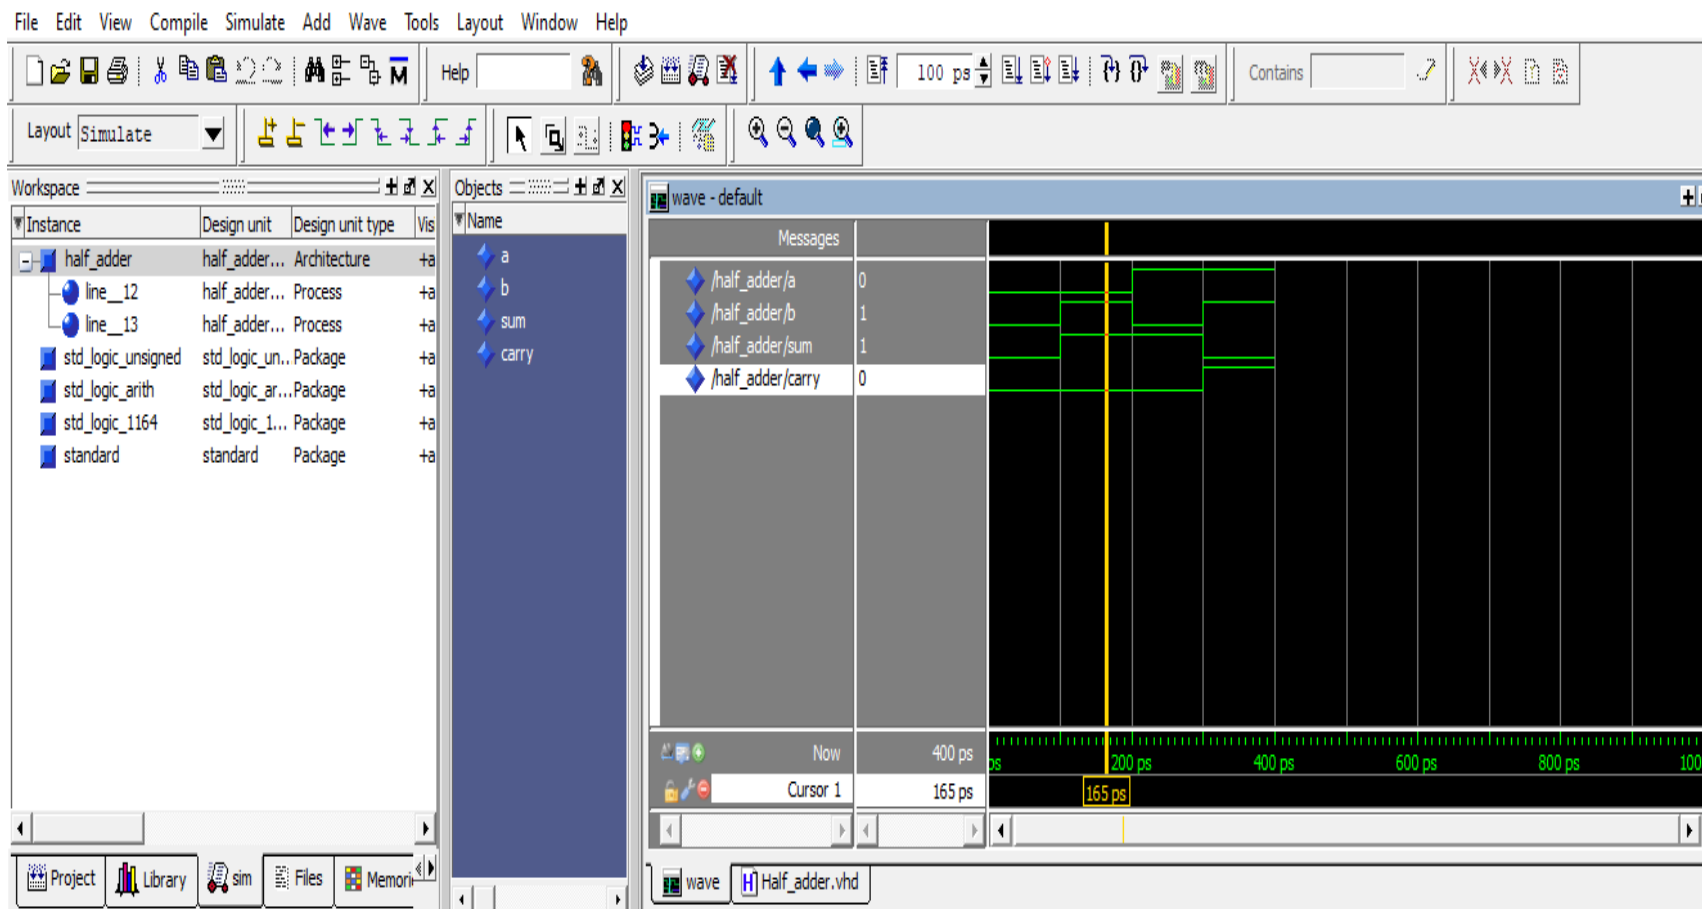 File Edit View Compile Simulate Add Wave Tools Layout Window Help
Help 100 ps Contains
Layout Simulate
Workspace
Instance Design unit Design unit type Vis
half_adder half_adder... Architecture +a
line__12 half_adder... Process +a
line__13 half_adder... Process +a
std_logic_unsigned std_logic_un... Package +a
std_logic_arith std_logic_ar... Package +a
std_logic_1164 std_logic_1... Package +a
standard standard Package +a
Project Library sim Files Memori
Objects
Name
a
b
sum
carry
wave - default
Messages
/half_adder/a 0
/half_adder/b 1
/half_adder/sum 1
/half_adder/carry 0
Now 400 ps
ps 200 ps 400 ps 600 ps 800 ps 100
Cursor 1 165 ps
165 ps
wave Half_adder.vhd